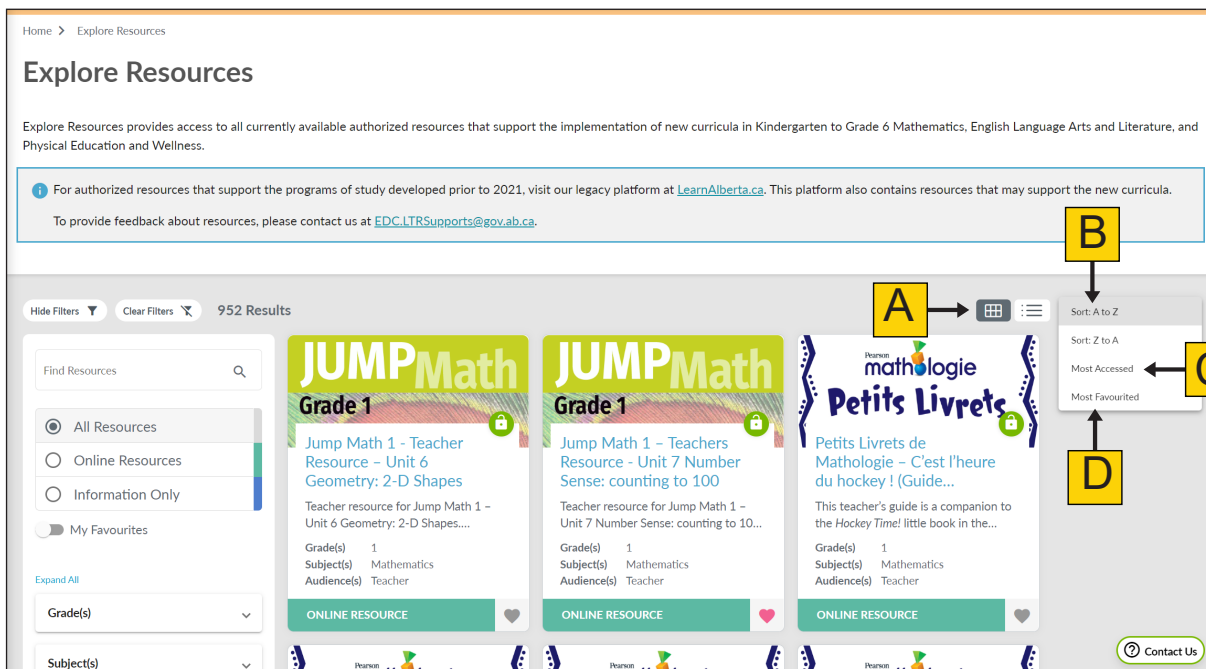 Home > Explore Resources
Explore Resources
Explore Resources provides access to all currently available authorized resources that support the implementation of new curricula in Kindergarten to Grade 6 Mathematics, English Language Arts and Literature, and
Physical Education and Wellness.
For authorized resources that support the programs of study developed prior to 2021, visit our legacy platform at LearnAlberta.ca. This platform also contains resources that may support the new curricula.
To provide feedback about resources, please contact us at EDC.LTRSupports@gov.ab.ca.
B
Hide Filters
Clear Filters
952 Results
A
Sort: A to Z
Sort: Z to A
Most Accessed
Most Favourited
D
Find Resources
All Resources
Online Resources
Information Only
My Favourites
Expand All
Grade(s)
Subject(s)
JUMP Math
Grade 1
Jump Math 1 - Teacher
Resource – Unit 6
Geometry: 2-D Shapes
Teacher resource for Jump Math 1 –
Unit 6 Geometry: 2-D Shapes....
Grade(s) 1
Subject(s) Mathematics
Audience(s) Teacher
ONLINE RESOURCE
JUMP Math
Grade 1
Jump Math 1 – Teachers
Resource - Unit 7 Number
Sense: counting to 100
Teacher resource for Jump Math 1 –
Unit 7 Number Sense: counting to 10...
Grade(s) 1
Subject(s) Mathematics
Audience(s) Teacher
ONLINE RESOURCE
Pearson
mathologie
Petits Livrets
Petits Livrets de
Mathologie – C'est l'heure
du hockey ! (Guide...
This teacher's guide is a companion to
the Hockey Time! little book in the...
Grade(s) 1
Subject(s) Mathematics
Audience(s) Teacher
ONLINE RESOURCE
Pearson
Pearson
Pearson
Contact Us